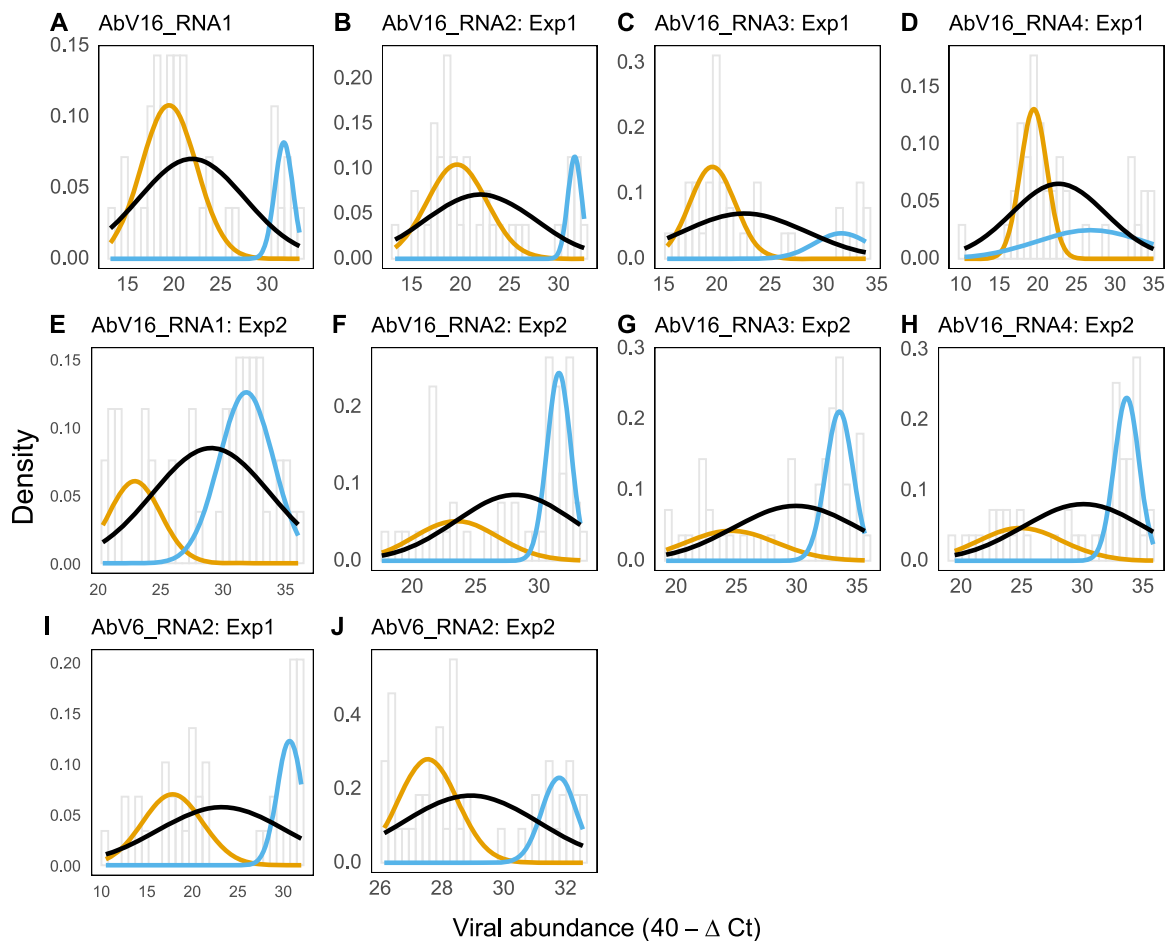 A AbV16_RNA1
B AbV16_RNA2: Exp1
C AbV16_RNA3: Exp1
D AbV16_RNA4: Exp1
0.15
0.10
0.05
0.00
15 20 25 30
0.20
0.15
0.10
0.05
0.00
15 20 25 30
0.3
0.2
0.1
0.0
15 20 25 30 35
0.15
0.10
0.05
0.00
10 15 20 25 30 35
E AbV16_RNA1: Exp2
F AbV16_RNA2: Exp2
G AbV16_RNA3: Exp2
H AbV16_RNA4: Exp2
Density
0.15
0.10
0.05
0.00
20 25 30 35
0.2
0.1
0.0
20 25 30
0.3
0.2
0.1
0.0
20 25 30 35
0.3
0.2
0.1
0.0
20 25 30 35
I AbV6_RNA2: Exp1
J AbV6_RNA2: Exp2
0.20
0.15
0.10
0.05
0.00
10 15 20 25 30
0.4
0.2
0.0
26 28 30 32
Viral abundance (40 – Δ Ct)